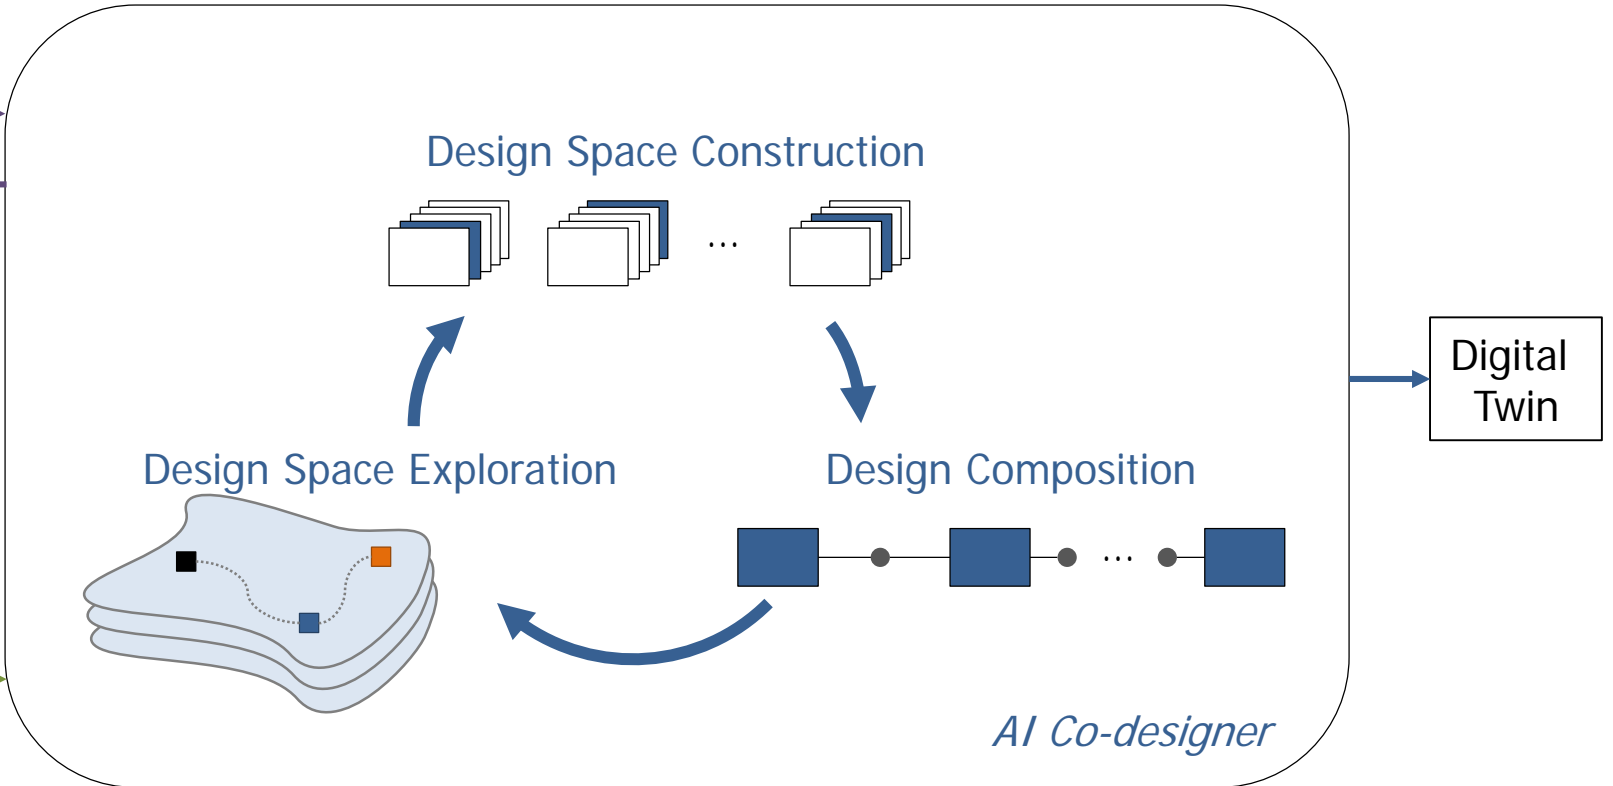 Design Space Construction
...
Design Space Exploration
Design Composition
...
Digital
Twin
AI Co-designer